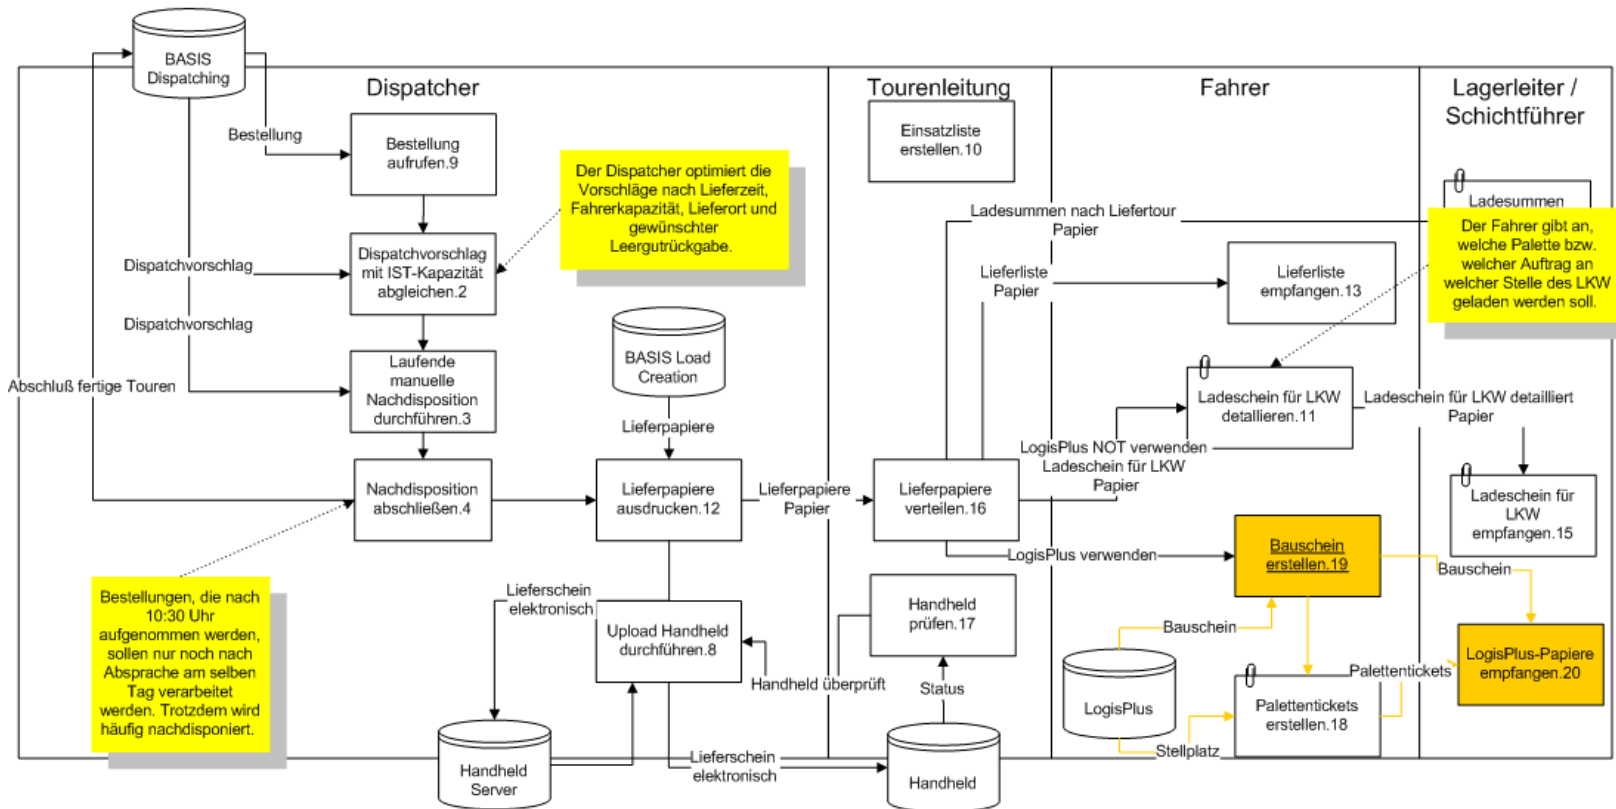 BASIS
Dispatching
Dispatcher
Tourenleitung
Fahrer
Lagerleiter /
Schichtführer
Bestellung
Bestellung
aufrufen.9
Einsatzliste
erstellen.10
Der Dispatcher optimiert die
Vorschläge nach Lieferzeit,
Fahrerkapazität, Lieferort und
gewünschter
Leergutrückgabe.
Ladesummen
Ladesummen nach Liefertour
Papier
Der Fahrer gibt an,
welche Palette bzw.
welcher Auftrag an
welcher Stelle des LKW
geladen werden soll.
Dispatchvorschlag
Dispatchvorschlag
mit IST-Kapazität
abgleichen.2
Lieferliste
Papier
Lieferliste
empfangen.13
Dispatchvorschlag
BASIS Load
Creation
Abschluß fertige Touren
Laufende
manuelle
Nachdisposition
durchführen.3
Lieferpapiere
Ladeschein für LKW
detallieren.11
Ladeschein für LKW detailliert
Papier
LogisPlus NOT verwenden
Ladeschein für LKW
Papier
Nachdisposition
abschließen.4
Lieferpapiere
ausdrucken.12
Lieferpapiere
Papier
Lieferpapiere
verteilen.16
Ladeschein für
LKW
empfangen.15
LogisPlus verwenden
Bauschein
erstellen.19
Bauschein
Bestellungen, die nach
10:30 Uhr
aufgenommen werden,
sollen nur noch nach
Absprache am selben
Tag verarbeitet
werden. Trotzdem wird
häufig nachdisponiert.
Lieferschein
elektronisch
Upload Handheld
durchführen.8
Handheld
prüfen.17
Bauschein
LogisPlus-Papiere
empfangen.20
Handheld überprüft
Status
LogisPlus
Palettentickets
Palettentickets
erstellen.18
Stellplatz
Handheld
Server
Lieferschein
elektronisch
Handheld